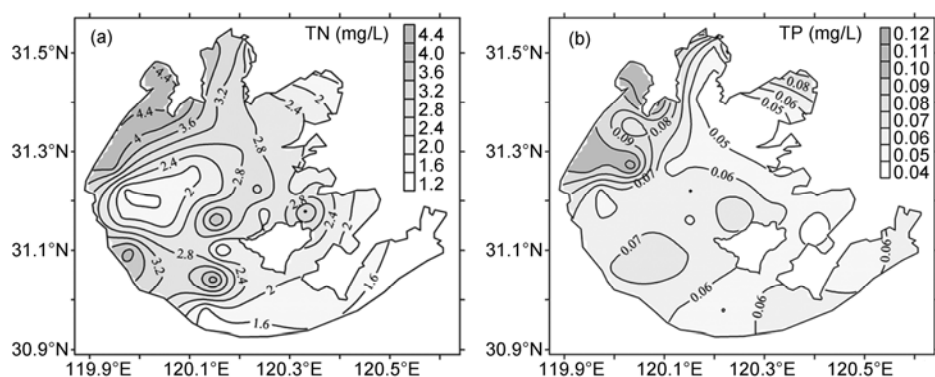 (a)
TN (mg/L)
4.4
4.0
3.6
3.2
2.8
2.4
2.0
1.6
1.2
31.5°N
31.3°N
31.1°N
30.9°N
119.9°E
120.1°E
120.3°E
120.5°E
4.4
4.4
4
3.6
3.2
2.4
2
2.8
2.8
2.4
2
2.8
2.4
2
3.2
2.8
2.4
2
1.6
1.6
(b)
TP (mg/L)
0.12
0.11
0.10
0.09
0.08
0.07
0.06
0.05
0.04
31.5°N
31.3°N
31.1°N
30.9°N
119.9°E
120.1°E
120.3°E
120.5°E
0.08
0.06
0.05
0.08
0.09
0.05
0.07
0.06
0.07
0.06
0.06
0.06